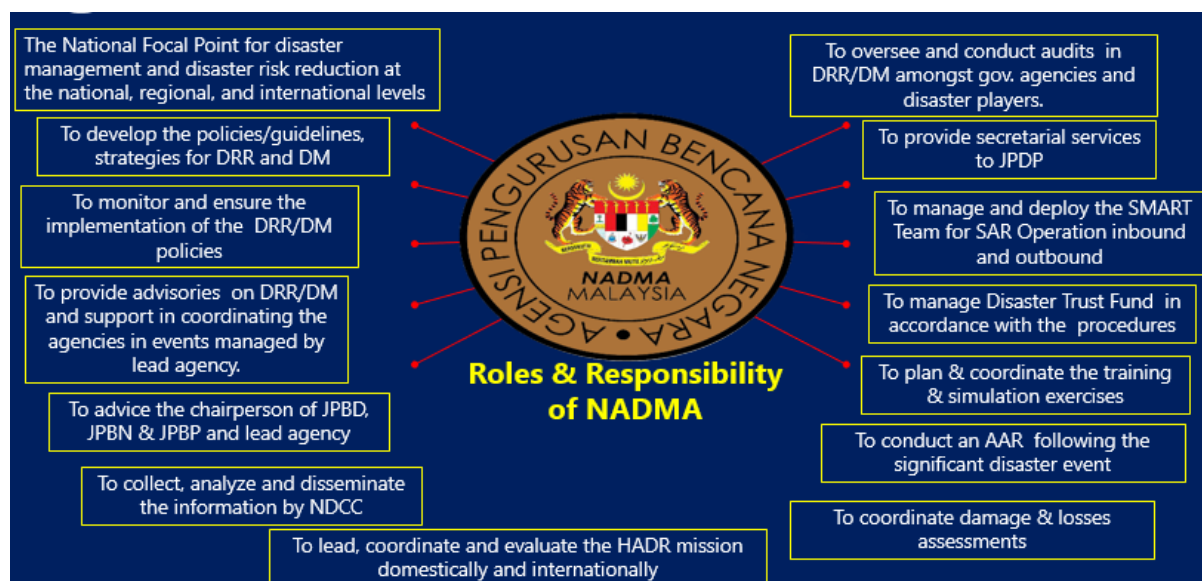 The National Focal Point for disaster
management and disaster risk reduction at
the national, regional, and international levels
To develop the policies/guidelines,
strategies for DRR and DM
To monitor and ensure the
implementation of the DRR/DM
policies
To provide advisories on DRR/DM
and support in coordinating the
agencies in events managed by
lead agency.
To advice the chairperson of JPBD,
JPBN & JPBP and lead agency
To collect, analyze and disseminate
the information by NDCC
To lead, coordinate and evaluate the HADR mission
domestically and internationally
AGENSI PENGURUSAN BENCANA NEGARA
NADMA
MALAYSIA
Roles & Responsibility
of NADMA
To oversee and conduct audits in
DRR/DM amongst gov. agencies and
disaster players.
To provide secretarial services
to JPDP
To manage and deploy the SMART
Team for SAR Operation inbound
and outbound
To manage Disaster Trust Fund in
accordance with the procedures
To plan & coordinate the training
& simulation exercises
To conduct an AAR following the
significant disaster event
To coordinate damage & losses
assessments